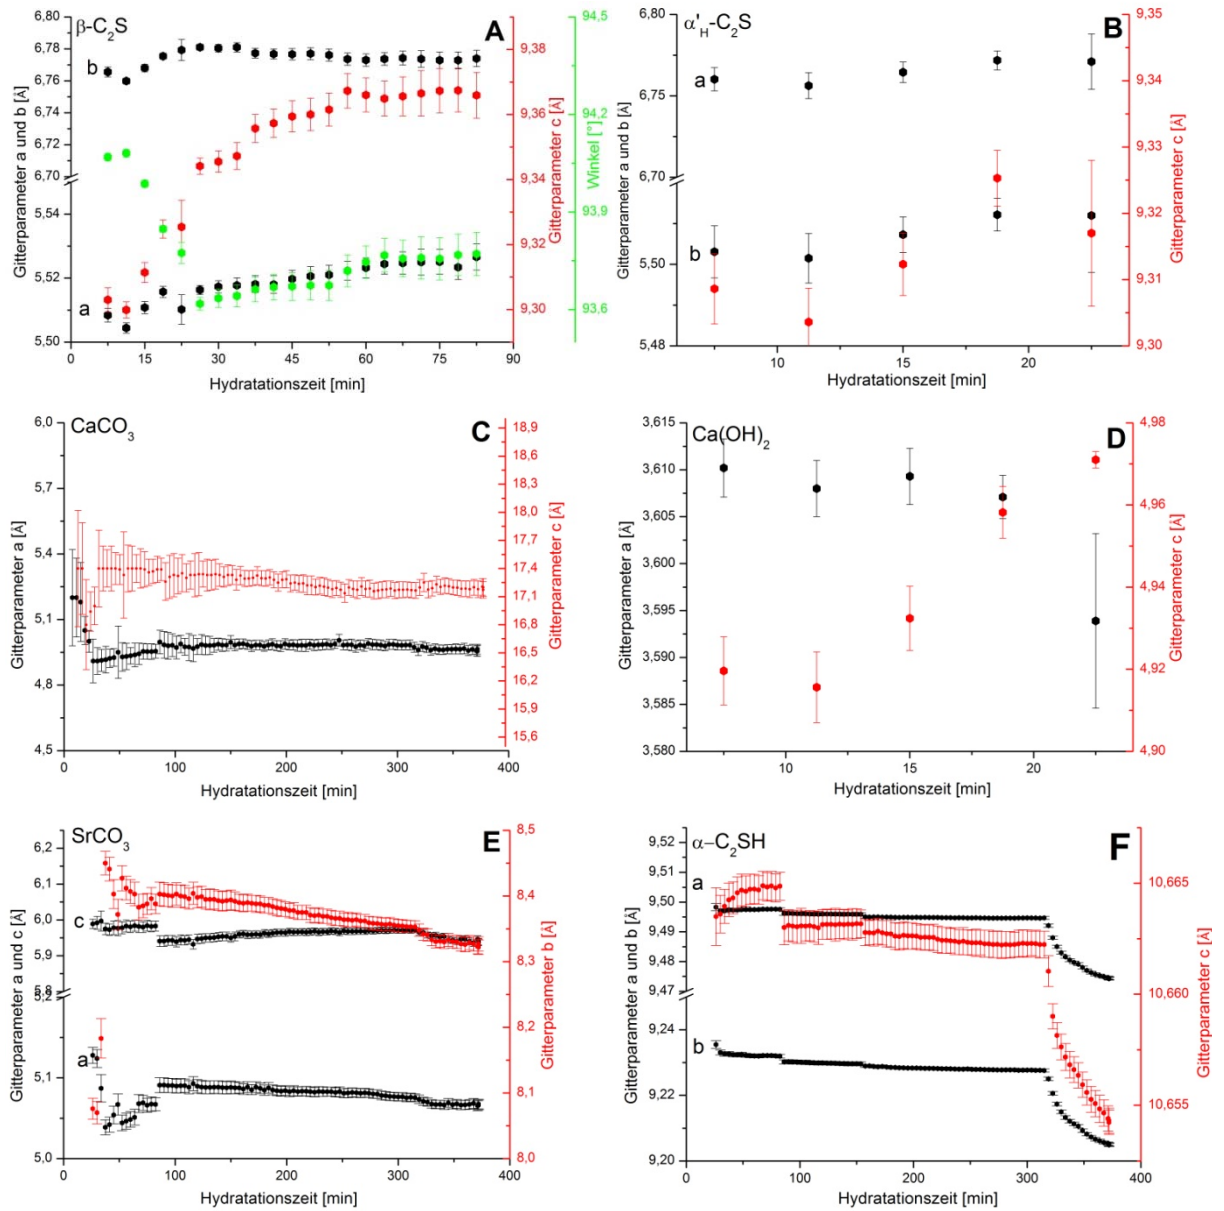 β-C2S
A
Gitterparameter a und b [Å]
6,80
6,78
6,76
6,74
6,72
6,70
5,54
5,52
5,50
b
a
0 15 30 45 60 75 90
Hydratationszeit [min]
9,38
9,36
9,34
9,32
9,30
Gitterparameter c [Å]
94,5
94,2
93,9
93,6
Winkel [°]
α'H-C2S
B
Gitterparameter a und b [Å]
6,80
6,75
6,70
5,50
5,48
a
b
10 15 20
Hydratationszeit [min]
9,35
9,34
9,33
9,32
9,31
9,30
Gitterparameter c [Å]
CaCO3
C
Gitterparameter a [Å]
6,0
5,7
5,4
5,1
4,8
4,5
0 100 200 300 400
Hydratationszeit [min]
18,9
18,6
18,3
18,0
17,7
17,4
17,1
16,8
16,5
16,2
15,9
15,6
Gitterparameter c [Å]
Ca(OH)2
D
Gitterparameter a [Å]
3,615
3,610
3,605
3,600
3,595
3,590
3,585
3,580
10 15 20
Hydratationszeit [min]
4,98
4,96
4,94
4,92
4,90
Gitterparameter c [Å]
SrCO3
E
Gitterparameter a und c [Å]
6,2
6,1
6,0
5,9
5,8
5,2
5,1
5,0
c
a
0 100 200 300 400
Hydratationszeit [min]
8,5
8,4
8,3
8,2
8,1
8,0
Gitterparameter b [Å]
α–C2SH
F
Gitterparameter a und b [Å]
9,52
9,51
9,50
9,49
9,48
9,47
9,24
9,22
9,20
a
b
0 100 200 300 400
Hydratationszeit [min]
10,665
10,660
10,655
Gitterparameter c [Å]